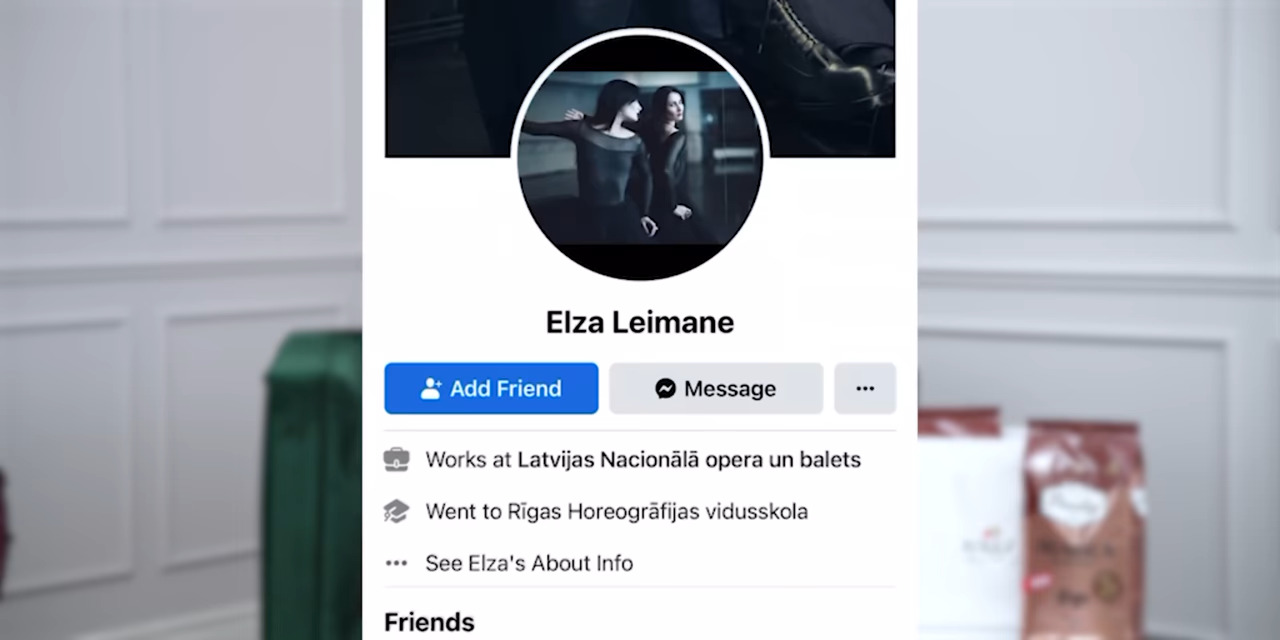 Elza Leimane
Add Friend
Message
Works at Latvijas Nacionālā opera un balets
Went to Rīgas Horeogrāfijas vidusskola
See Elza's About Info
Friends